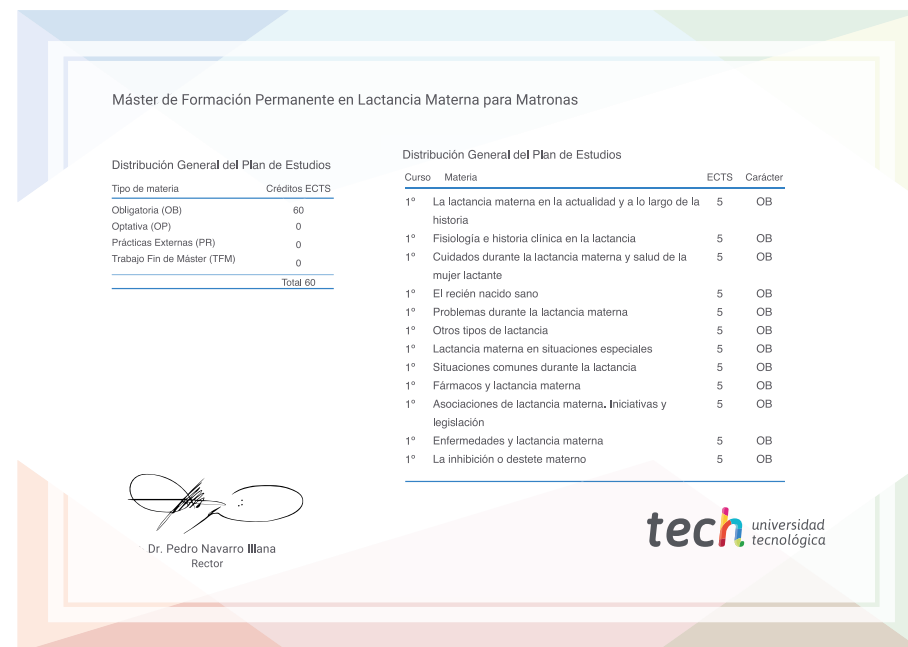 Máster de Formación Permanente en Lactancia Materna para Matronas
Distribución General del Plan de Estudios
Tipo de materia Créditos ECTS
Obligatoria (OB) 60
Optativa (OP) 0
Prácticas Externas (PR) 0
Trabajo Fin de Máster (TFM) 0
Total 60
Distribución General del Plan de Estudios
Curso Materia ECTS Carácter
1º La lactancia materna en la actualidad y a lo largo de la 5 OB
historia
1º Fisiología e historia clínica en la lactancia 5 OB
1º Cuidados durante la lactancia materna y salud de la 5 OB
mujer lactante
1º El recién nacido sano 5 OB
1º Problemas durante la lactancia materna 5 OB
1º Otros tipos de lactancia 5 OB
1º Lactancia materna en situaciones especiales 5 OB
1º Situaciones comunes durante la lactancia 5 OB
1º Fármacos y lactancia materna 5 OB
1º Asociaciones de lactancia materna. Iniciativas y 5 OB
legislación
1º Enfermedades y lactancia materna 5 OB
1º La inhibición o destete materno 5 OB
Dr. Pedro Navarro Illana
Rector
tech universidad
tecnológica